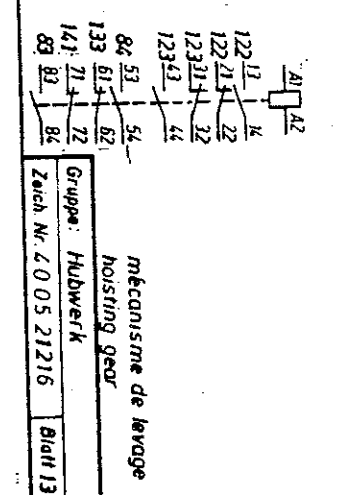 A1
A2
122 13
14
122 21
22
123 31
32
123 43
44
84 53
54
133 61
62
141 71
72
83 83
84
mécanisme de levage
hoisting gear
Gruppe: Hubwerk
Zeich. Nr. 40 05 21216
Blatt 13